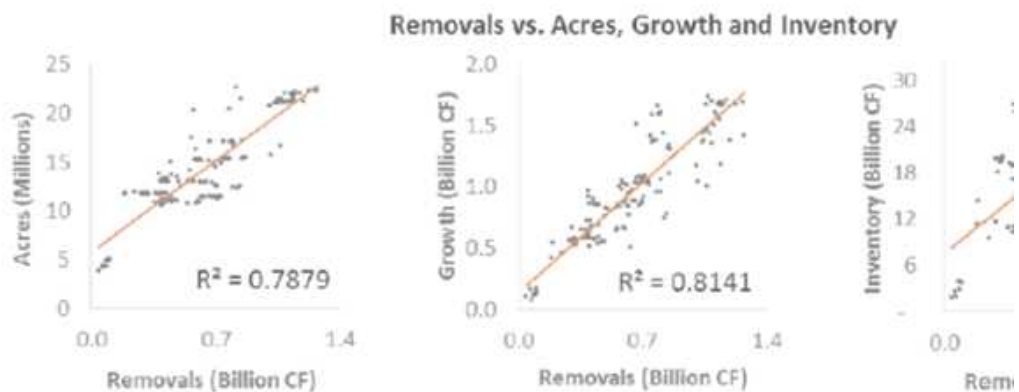 Removals vs. Acres, Growth and Inventory
Acres (Millions)
25
20
15
10
5
0
R² = 0.7879
0.0 0.7 1.4
Removals (Billion CF)
Growth (Billion CF)
2.0
1.5
1.0
0.5
0.0
R² = 0.8141
0.0 0.7 1.4
Removals (Billion CF)
Inventory (Billion CF)
30
24
18
12
6
-
0.0
Remo